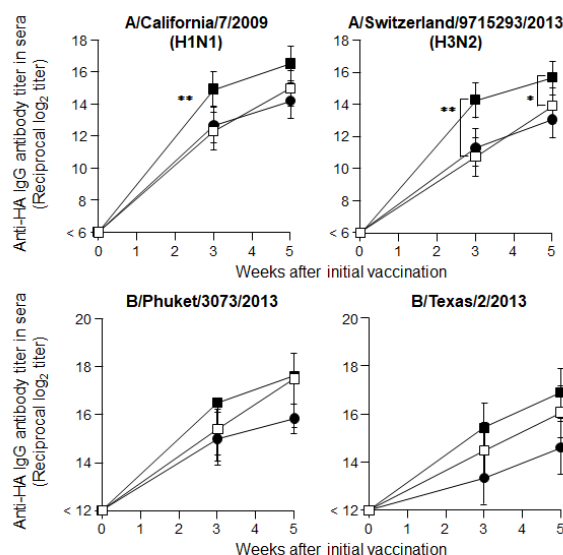 A/California/7/2009
(H1N1)
A/Switzerland/9715293/2013
(H3N2)
Anti-HA IgG antibody titer in sera
(Reciprocal log2 titer)
18
16
14
12
10
8
< 6
**
0 1 2 3 4 5
18
16
14
12
10
8
< 6
**
*
0 1 2 3 4 5
Weeks after initial vaccination
B/Phuket/3073/2013
B/Texas/2/2013
Anti-HA IgG antibody titer in sera
(Reciprocal log2 titer)
20
18
16
14
< 12
0 1 2 3 4 5
20
18
16
14
< 12
0 1 2 3 4 5
Weeks after initial vaccination